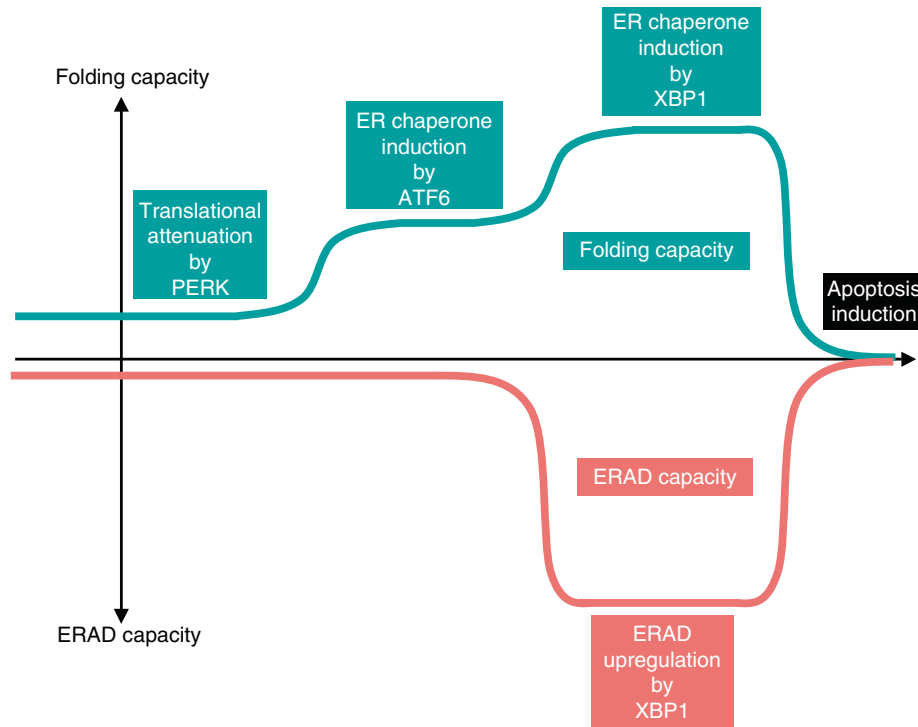 ER chaperone
induction
by
XBP1
Folding capacity
ER chaperone
induction
by
ATF6
Translational
attenuation
by
PERK
Folding capacity
Apoptosis
induction
ERAD capacity
ERAD capacity
ERAD
upregulation
by
XBP1